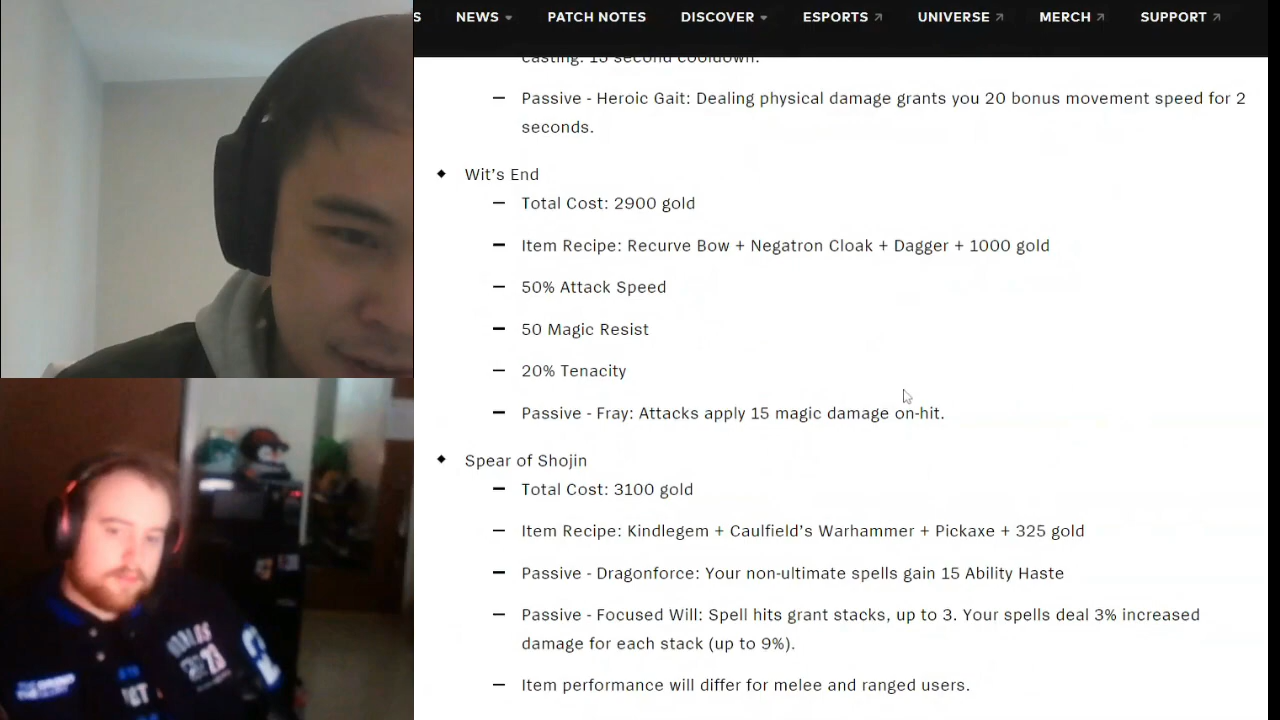 S NEWS PATCH NOTES DISCOVER ESPORTS UNIVERSE MERCH SUPPORT
casting. 15 second cooldown.
Passive - Heroic Gait: Dealing physical damage grants you 20 bonus movement speed for 2
seconds.
Wit's End
Total Cost: 2900 gold
Item Recipe: Recurve Bow + Negatron Cloak + Dagger + 1000 gold
50% Attack Speed
50 Magic Resist
20% Tenacity
Passive - Fray: Attacks apply 15 magic damage on-hit.
Spear of Shojin
Total Cost: 3100 gold
Item Recipe: Kindlegem + Caulfield's Warhammer + Pickaxe + 325 gold
Passive - Dragonforce: Your non-ultimate spells gain 15 Ability Haste
Passive - Focused Will: Spell hits grant stacks, up to 3. Your spells deal 3% increased
damage for each stack (up to 9%).
Item performance will differ for melee and ranged users.